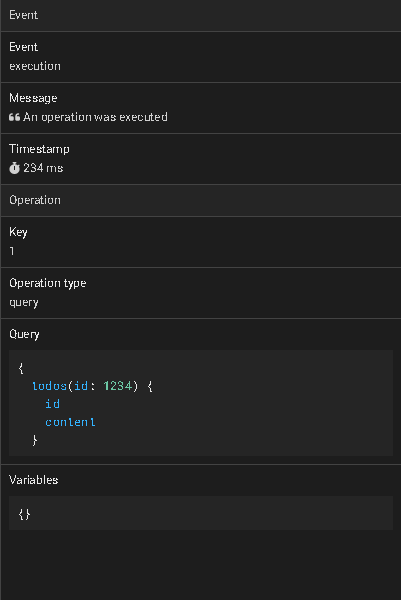 Event
Event
execution
Message
An operation was executed
Timestamp
234 ms
Operation
Key
1
Operation type
query
Query
{
  todos(id: 1234) {
    id
    content
  }
Variables
{}